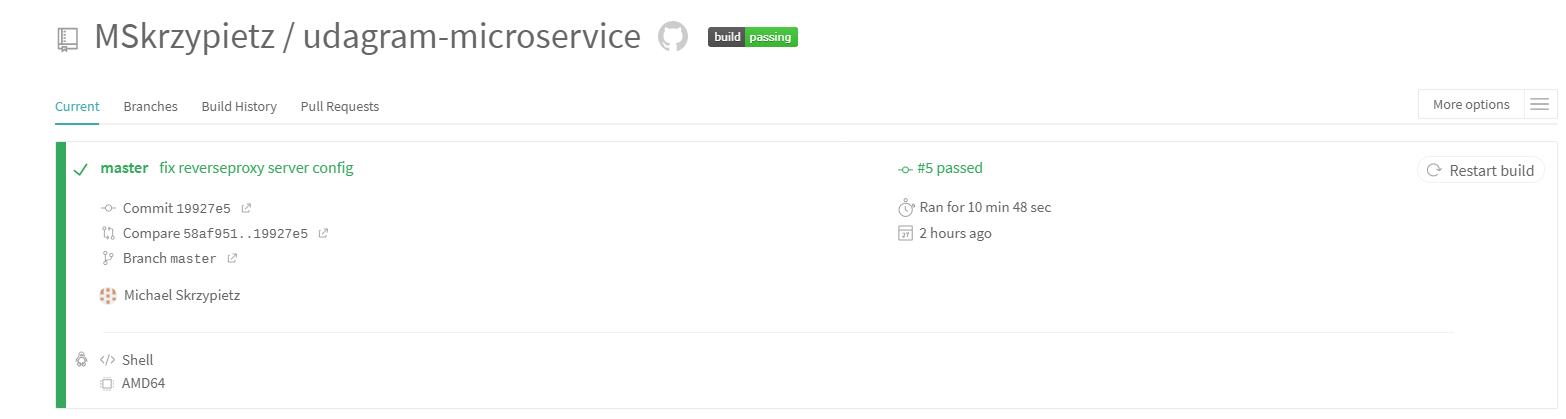 MSkrzypietz / udagram-microservice build passing
Current Branches Build History Pull Requests More options
master fix reverseproxy server config #5 passed Restart build
Commit 19927e5 Ran for 10 min 48 sec
Compare 58af951..19927e5 2 hours ago
Branch master
Michael Skrzypietz
Shell
AMD64